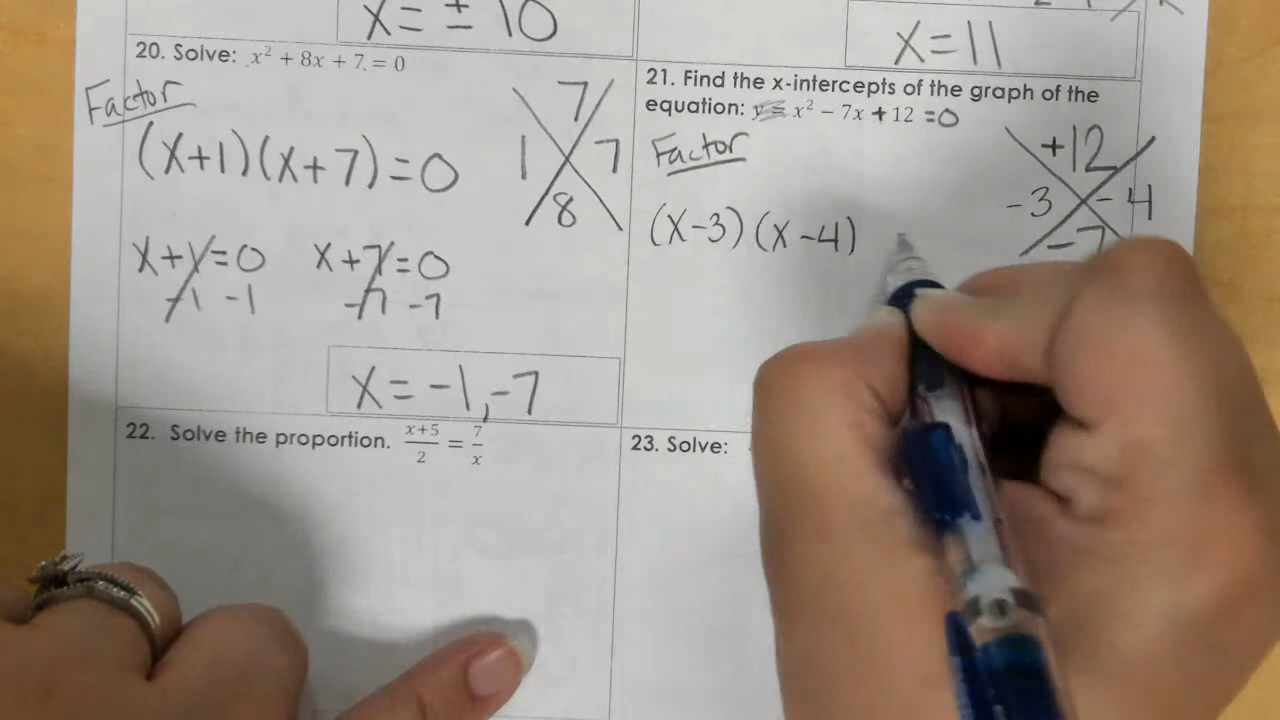 x = ± 10
x = 11
20. Solve: x² + 8x + 7 = 0
Factor
(x+1)(x+7)=0
7
1 7
8
x+1=0 x+7=0
-1 -1 -7 -7
x = -1, -7
21. Find the x-intercepts of the graph of the
equation: y = x² − 7x + 12 = 0
Factor
+12
-3 -4
-7
(x-3)(x-4)
22. Solve the proportion. x+5/2 = 7/x
23. Solve: